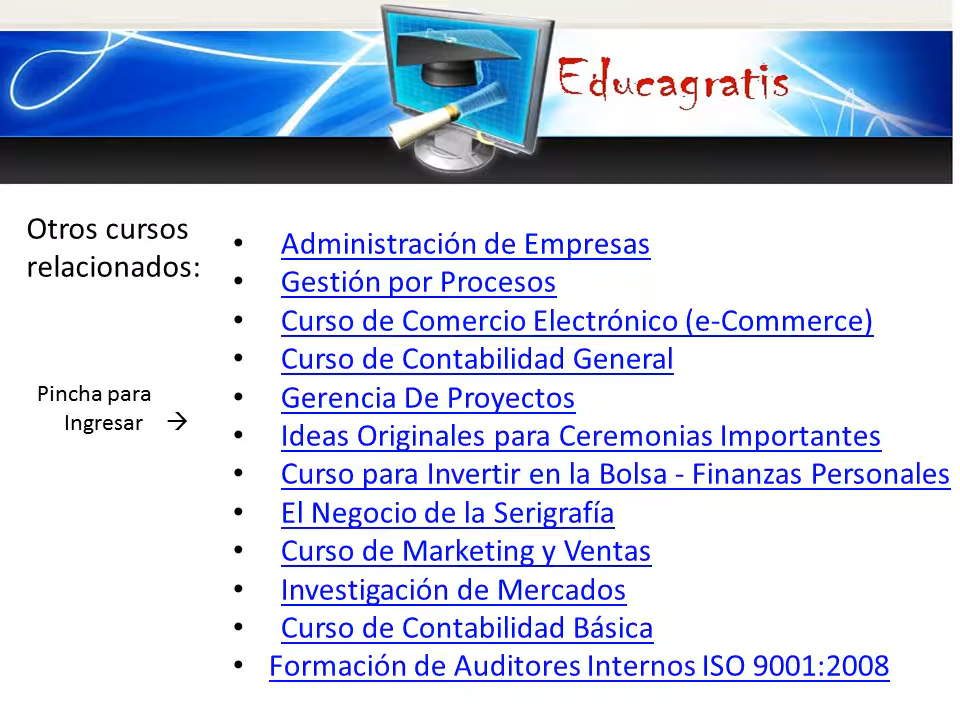 Educagratis
Otros cursos
relacionados:
Pincha para
Ingresar →
• Administración de Empresas
• Gestión por Procesos
• Curso de Comercio Electrónico (e-Commerce)
• Curso de Contabilidad General
• Gerencia De Proyectos
• Ideas Originales para Ceremonias Importantes
• Curso para Invertir en la Bolsa - Finanzas Personales
• El Negocio de la Serigrafía
• Curso de Marketing y Ventas
• Investigación de Mercados
• Curso de Contabilidad Básica
• Formación de Auditores Internos ISO 9001:2008